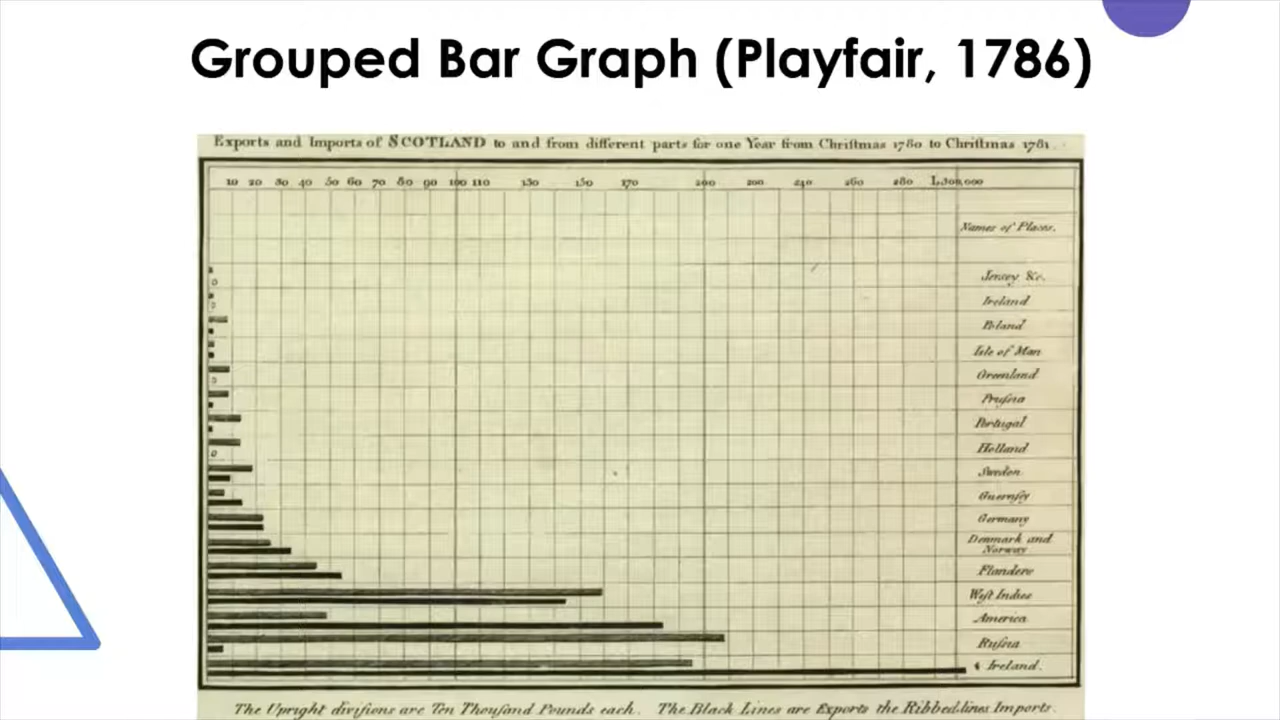 Grouped Bar Graph (Playfair, 1786)
Exports and Imports of SCOTLAND to and from different parts for one Year from Chriſtmas 1780 to Chriſtmas 1781.
10 20 30 40 50 60 70 80 90 100 110 130 150 170 200 240 260 280 L.300,000
Names of Places.
Jersey &c.
Ireland
Poland
Isle of Man
Greenland
Pruſsia
Portugal
Holland
Sweden
Guernſey
Germany
Denmark and
Norway
Flanders
Weſt Indies
America
Ruſsia
Ireland.
The Upright diviſions are Ten Thouſand Pounds each. The Black Lines are Exports the Ribbed-lines Imports.